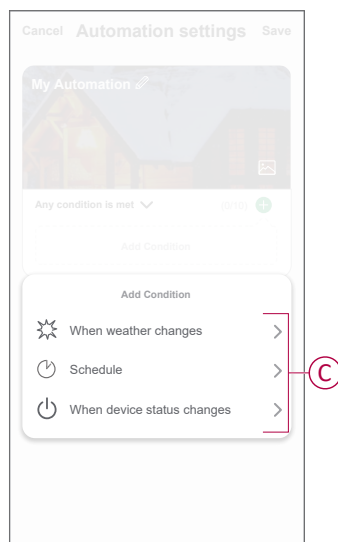 Cancel Automation settings Save
My Automation
Any condition is met (0/10)
Add Condition
Add Condition
When weather changes
Schedule
When device status changes
C